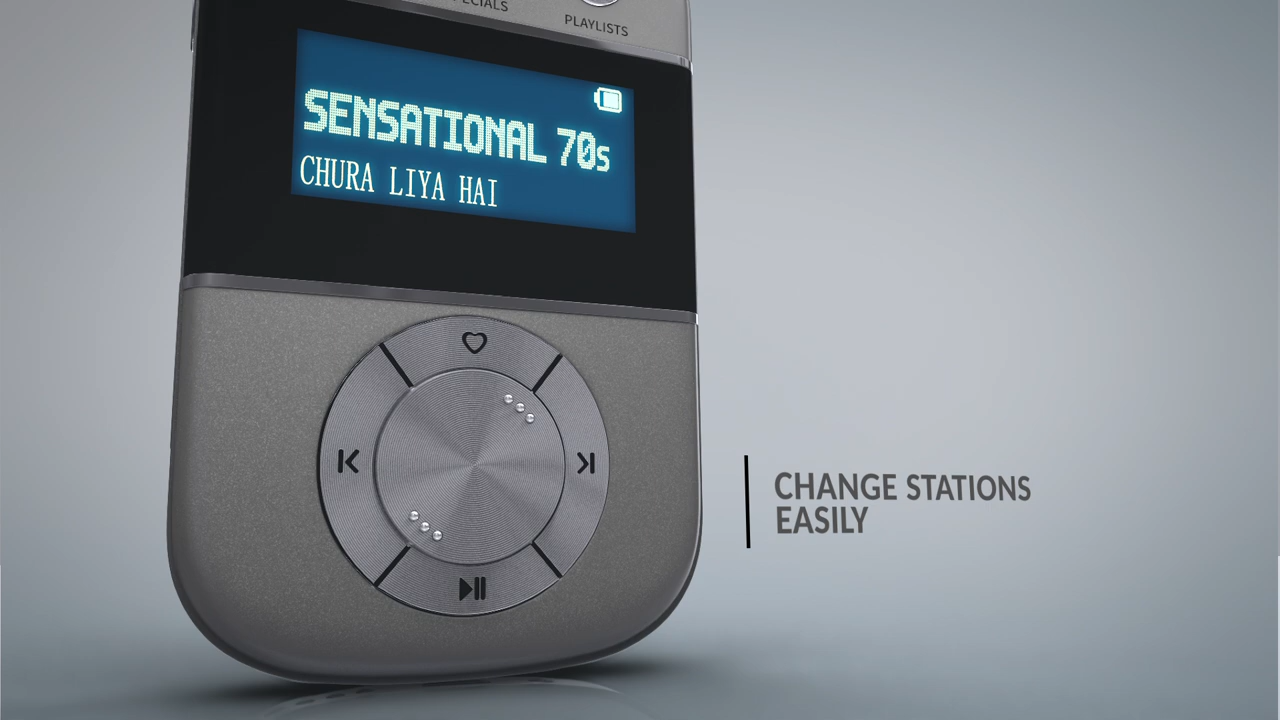 PLAYLISTS
SENSATIONAL 70s
CHURA LIYA HAI
CHANGE STATIONS
EASILY